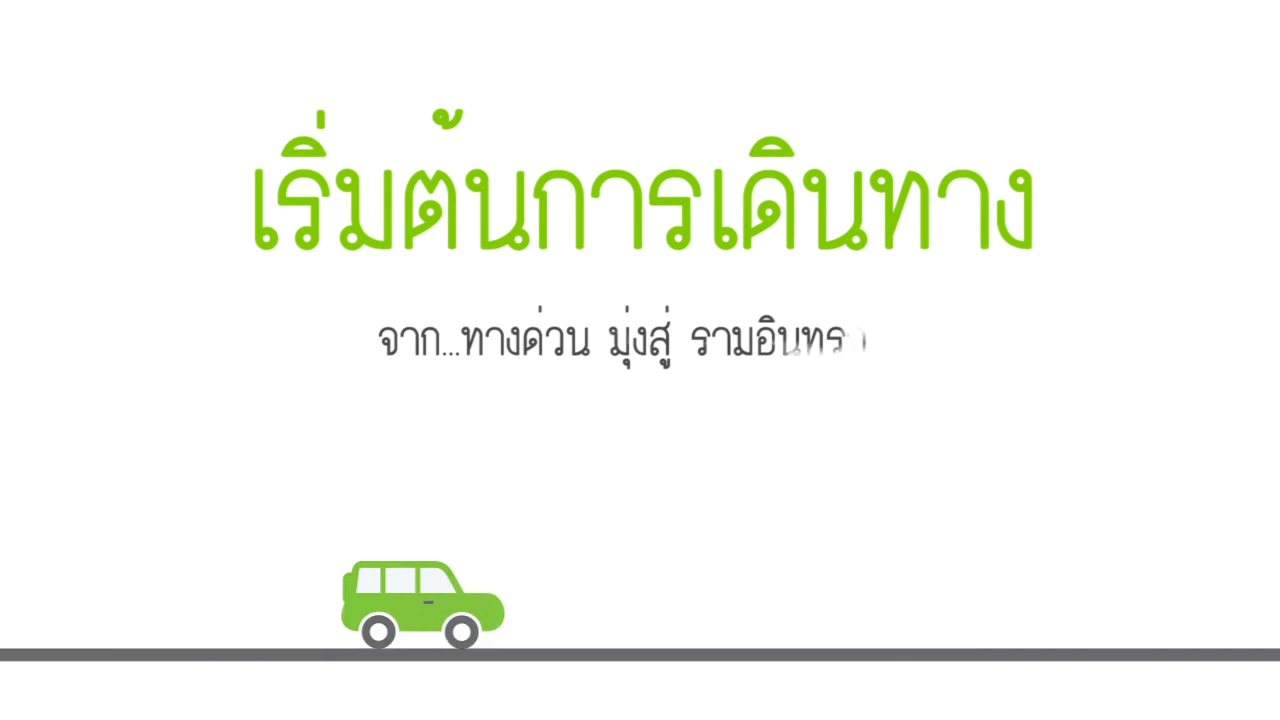 เริ่มต้นการเดินทาง
จาก...ทางด่วน มุ่งสู่ รามอินทรา